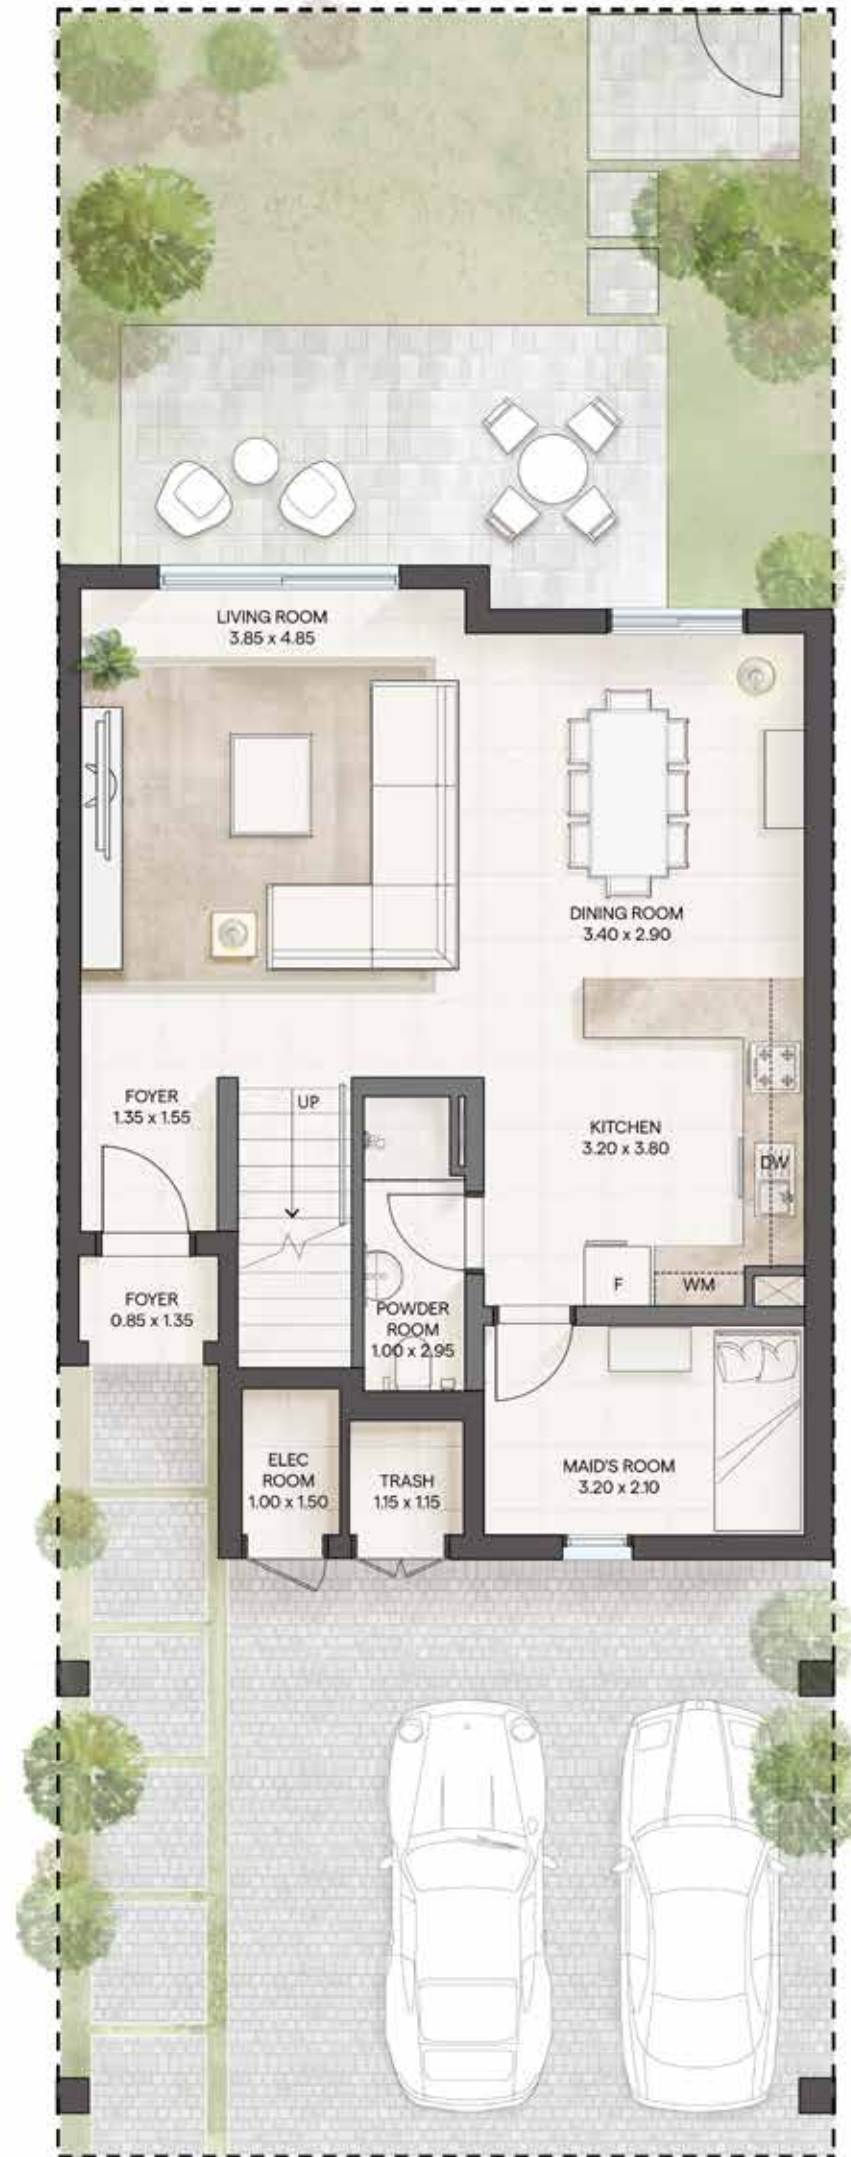 LIVING ROOM
3.85 x 4.85
DINING ROOM
3.40 x 2.90
FOYER
1.35 x 1.55
UP
KITCHEN
3.20 x 3.80
DW
FOYER
0.85 x 1.35
POWDER
ROOM
1.00 x 2.95
F
WM
ELEC
ROOM
1.00 x 1.50
TRASH
1.15 x 1.15
MAID'S ROOM
3.20 x 2.10